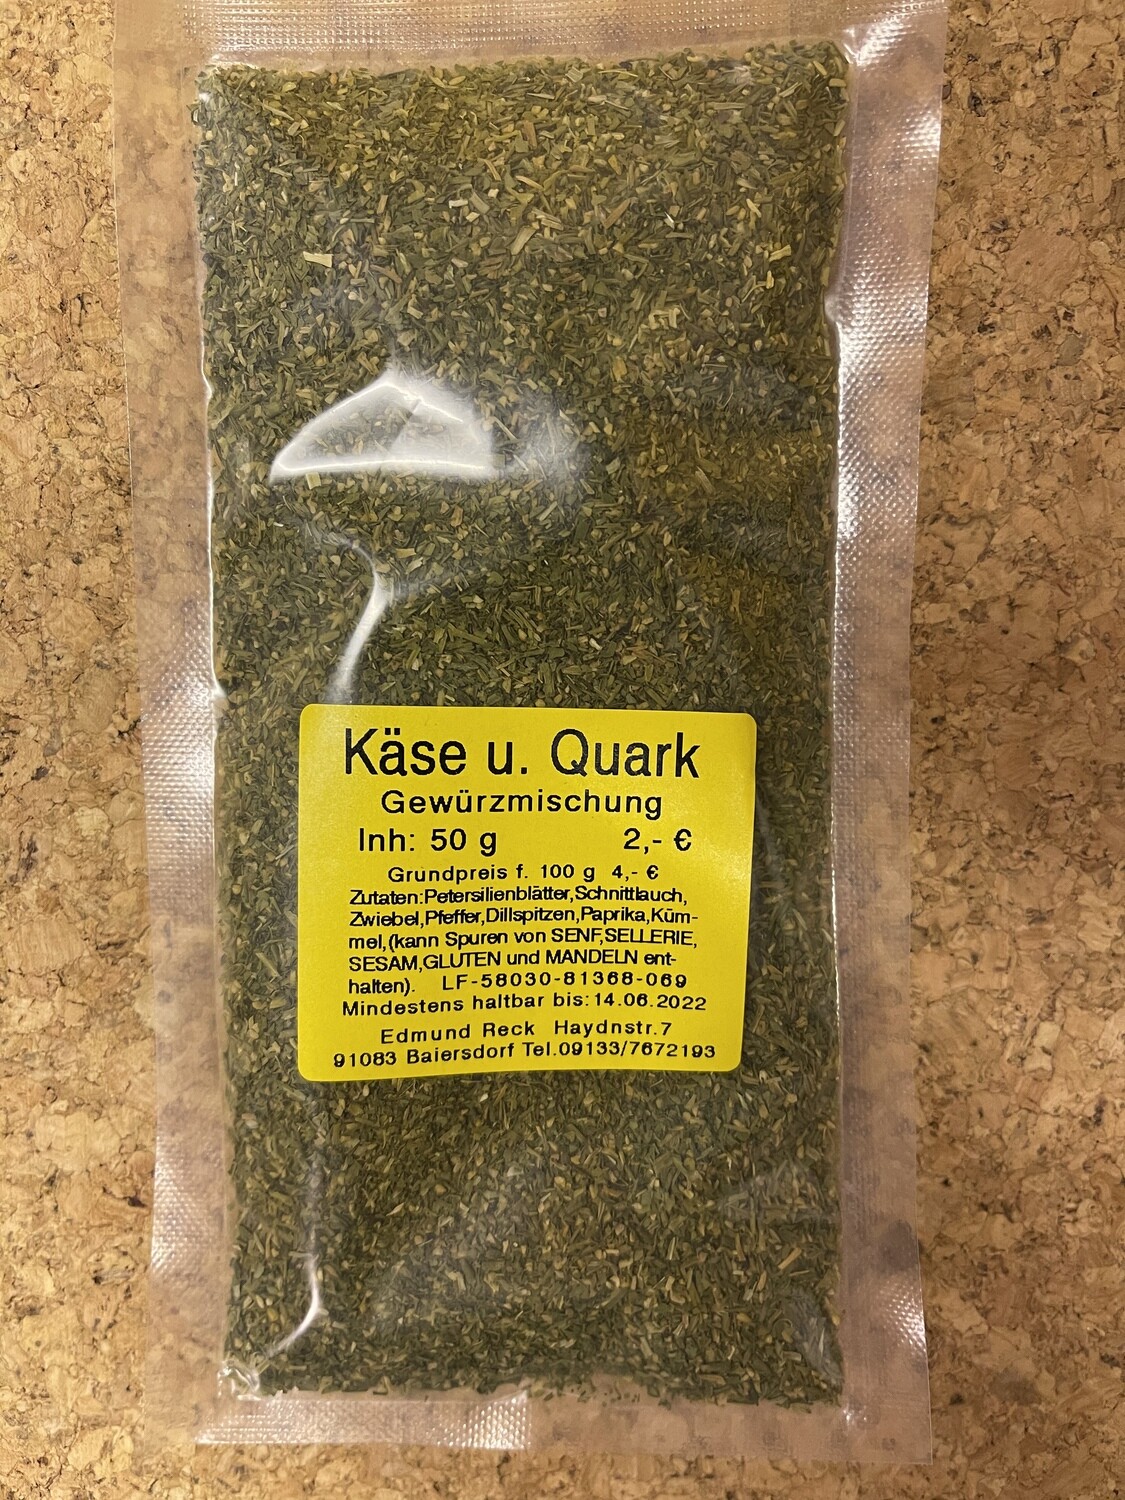 Käse u. Quark
Gewürzmischung
Inh: 50 g 2,- €
Grundpreis f. 100 g 4,- €
Zutaten:Petersilienblätter,Schnittlauch,
Zwiebel,Pfeffer,Dillspitzen,Paprika,Küm-
mel,(kann Spuren von SENF,SELLERIE,
SESAM,GLUTEN und MANDELN ent-
halten). LF-58030-81368-069
Mindestens haltbar bis:14.06.2022
Edmund Reck Haydnstr.7
91083 Baiersdorf Tel.09133/7672193